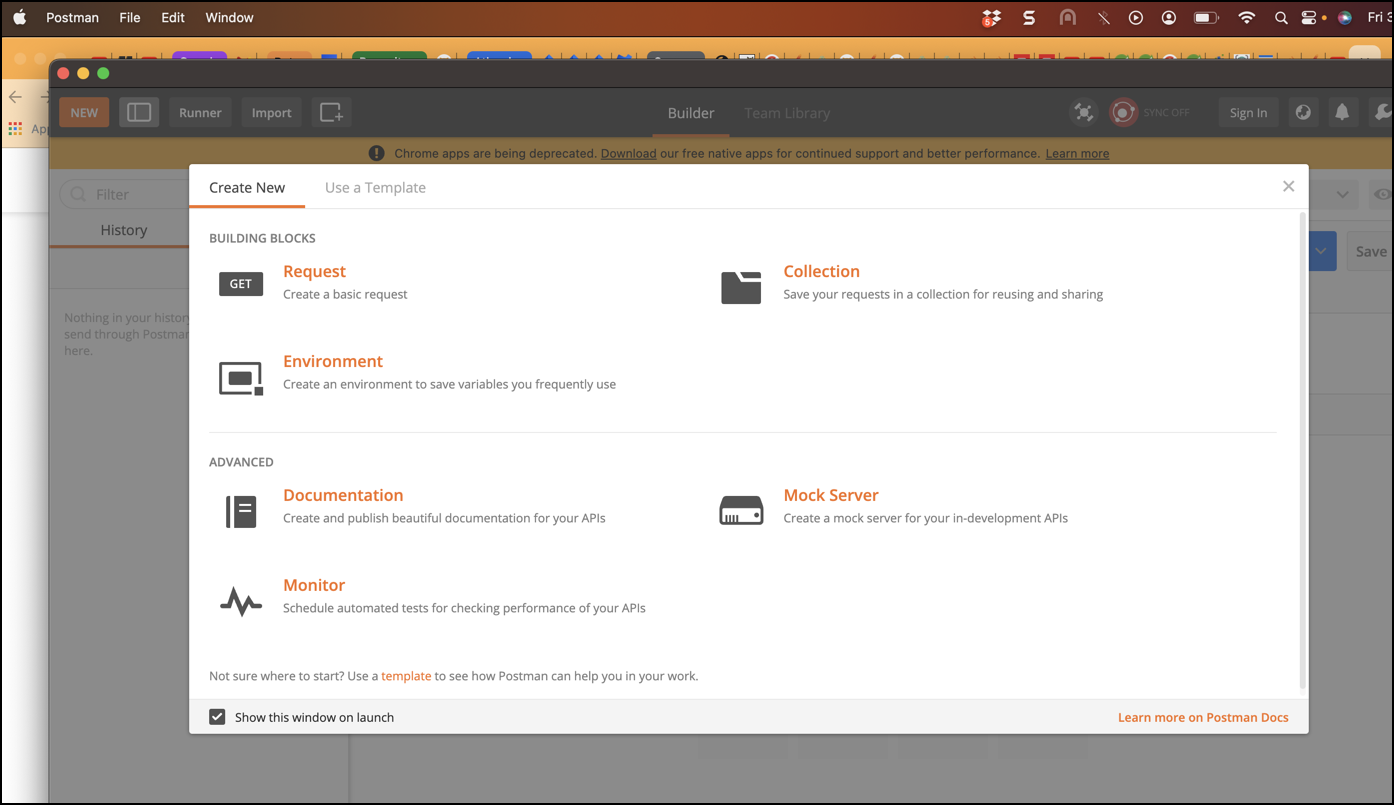 Postman File Edit Window
5
Fri 3
NEW Runner Import Builder Team Library SYNC OFF Sign In
Chrome apps are being deprecated. Download our free native apps for continued support and better performance. Learn more
Filter
History
Save
Nothing in your history
send through Postman
here.
Create New Use a Template
BUILDING BLOCKS
GET
Request
Create a basic request
Collection
Save your requests in a collection for reusing and sharing
Environment
Create an environment to save variables you frequently use
ADVANCED
Documentation
Create and publish beautiful documentation for your APIs
Mock Server
Create a mock server for your in-development APIs
Monitor
Schedule automated tests for checking performance of your APIs
Not sure where to start? Use a template to see how Postman can help you in your work.
Show this window on launch
Learn more on Postman Docs